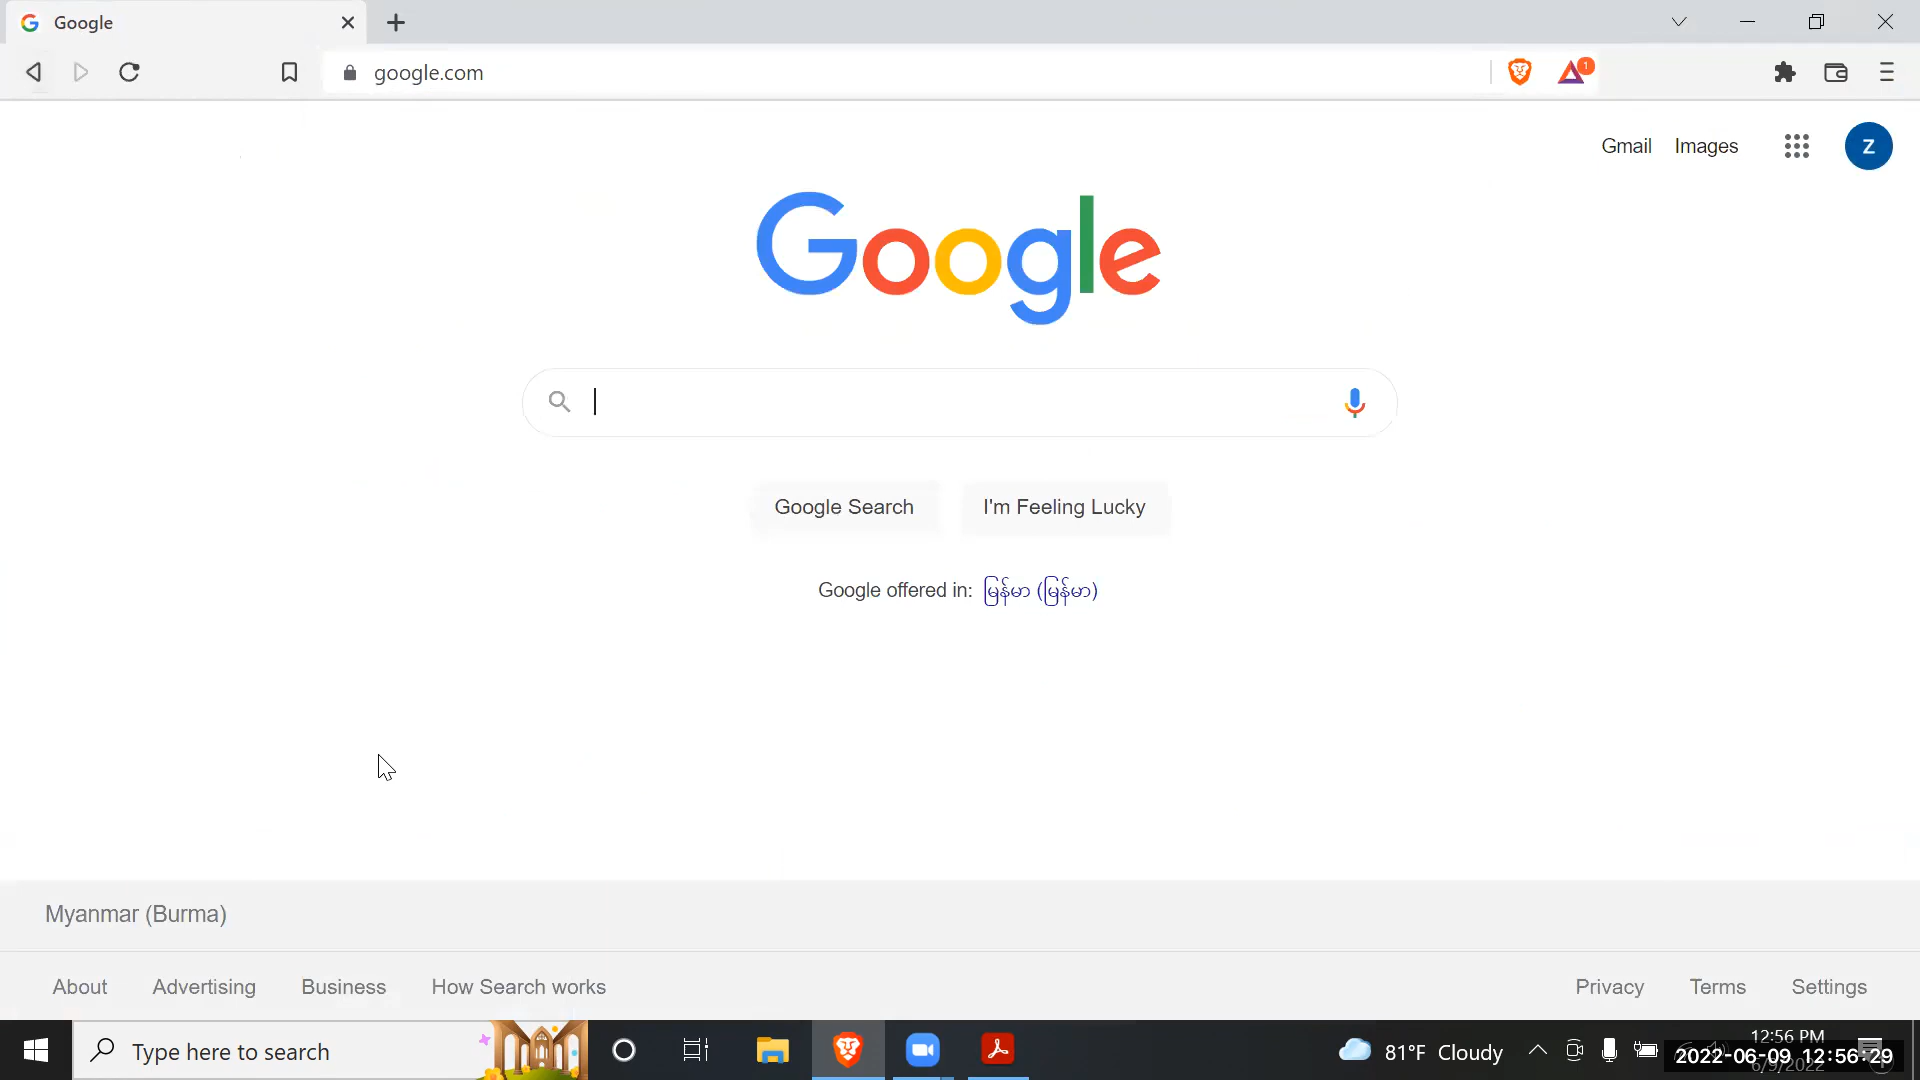 Google
google.com
1
Gmail Images
Z
Google
Google Search I'm Feeling Lucky
Google offered in: မြန်မာ (မြန်မာ)
Myanmar (Burma)
About Advertising Business How Search works Privacy Terms Settings
Type here to search
81°F Cloudy
12:56 PM
2022-06-09 12:56:29
6/9/2022